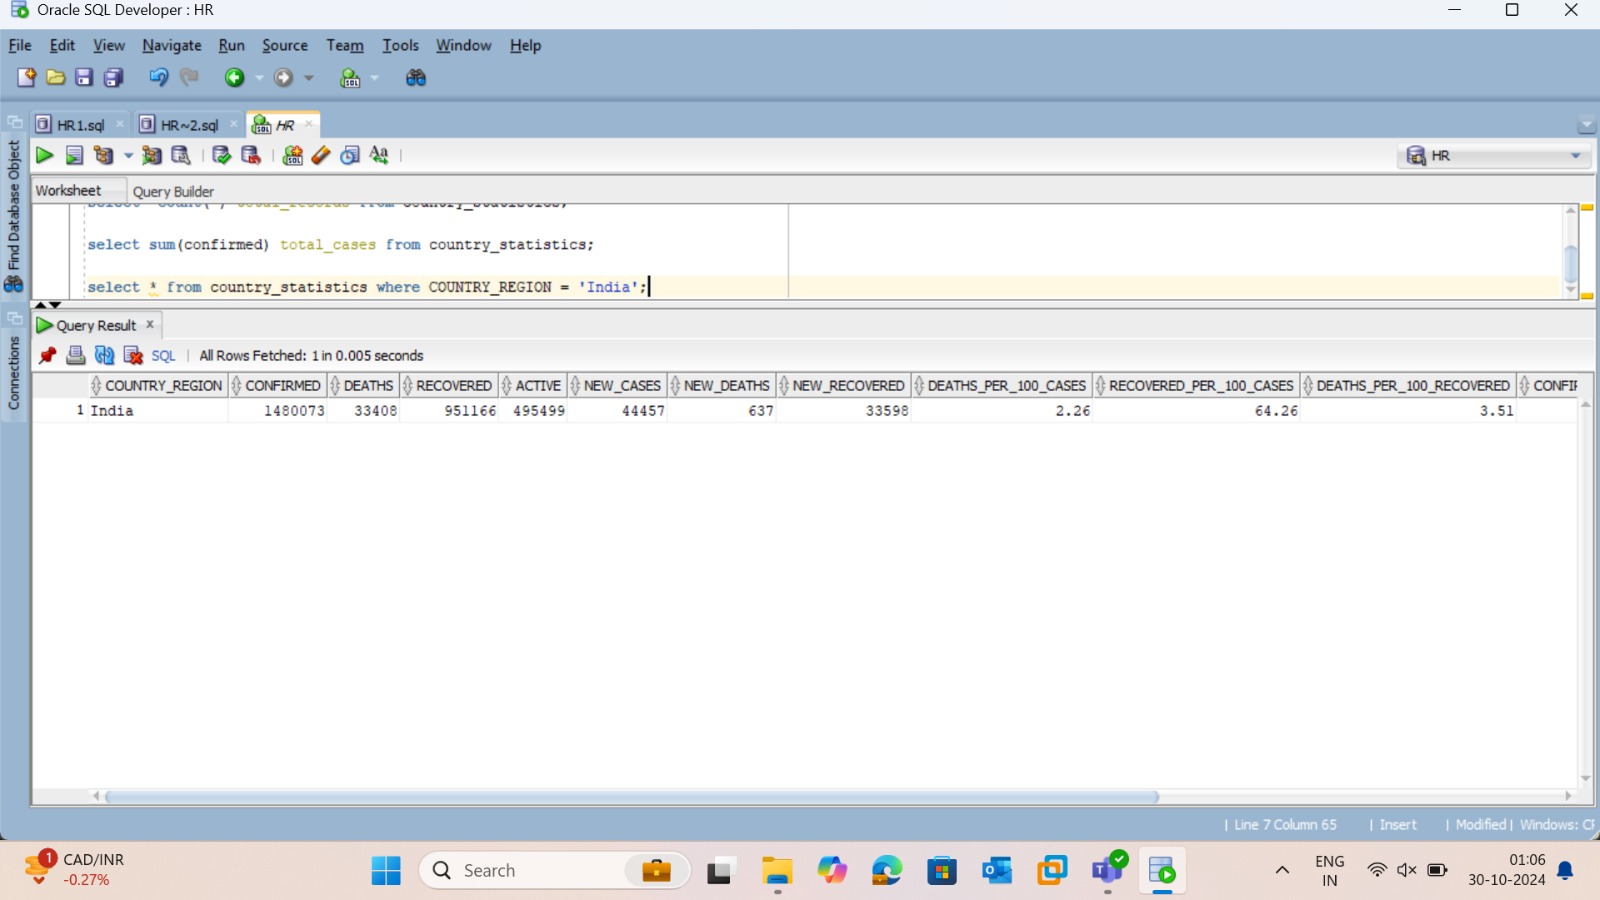 Oracle SQL Developer : HR
File Edit View Navigate Run Source Team Tools Window Help
HR1.sql HR~2.sql HR
HR
Find Database Object
Connections
Worksheet Query Builder
select sum(confirmed) total_cases from country_statistics;
select * from country_statistics where COUNTRY_REGION = 'India';
Query Result
SQL | All Rows Fetched: 1 in 0.005 seconds
COUNTRY_REGION CONFIRMED DEATHS RECOVERED ACTIVE NEW_CASES NEW_DEATHS NEW_RECOVERED DEATHS_PER_100_CASES RECOVERED_PER_100_CASES DEATHS_PER_100_RECOVERED
1 India 1480073 33408 951166 495499 44457 637 33598 2.26 64.26 3.51
| Line 7 Column 65 | Insert | Modified | Windows:
1 CAD/INR
-0.27%
Search
ENG
IN
01:06
30-10-2024